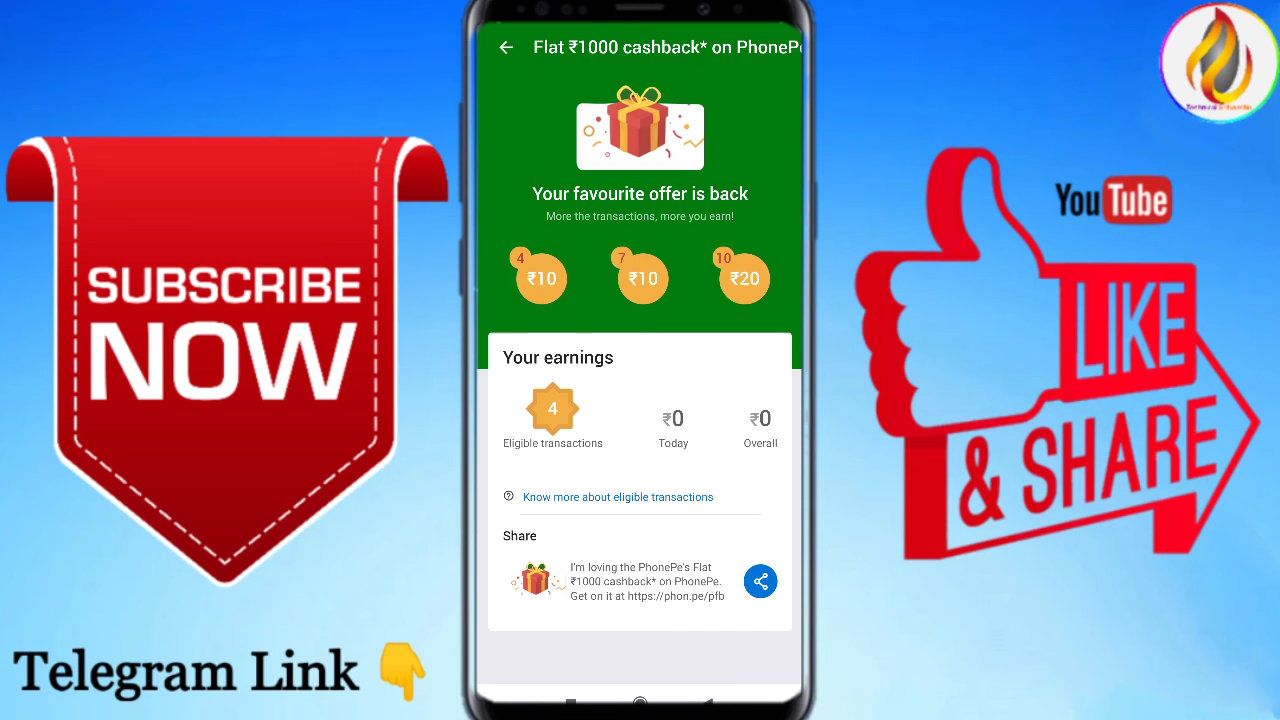 Flat ₹1000 cashback* on PhonePe
Your favourite offer is back
More the transactions, more you earn!
4
₹10
7
₹10
10
₹20
Your earnings
4
Eligible transactions
₹0
Today
₹0
Overall
Know more about eligible transactions
Share
I'm loving the PhonePe's Flat
₹1000 cashback* on PhonePe.
Get on it at https://phon.pe/pfb
SUBSCRIBE
NOW
Telegram Link
YouTube
LIKE
& SHARE